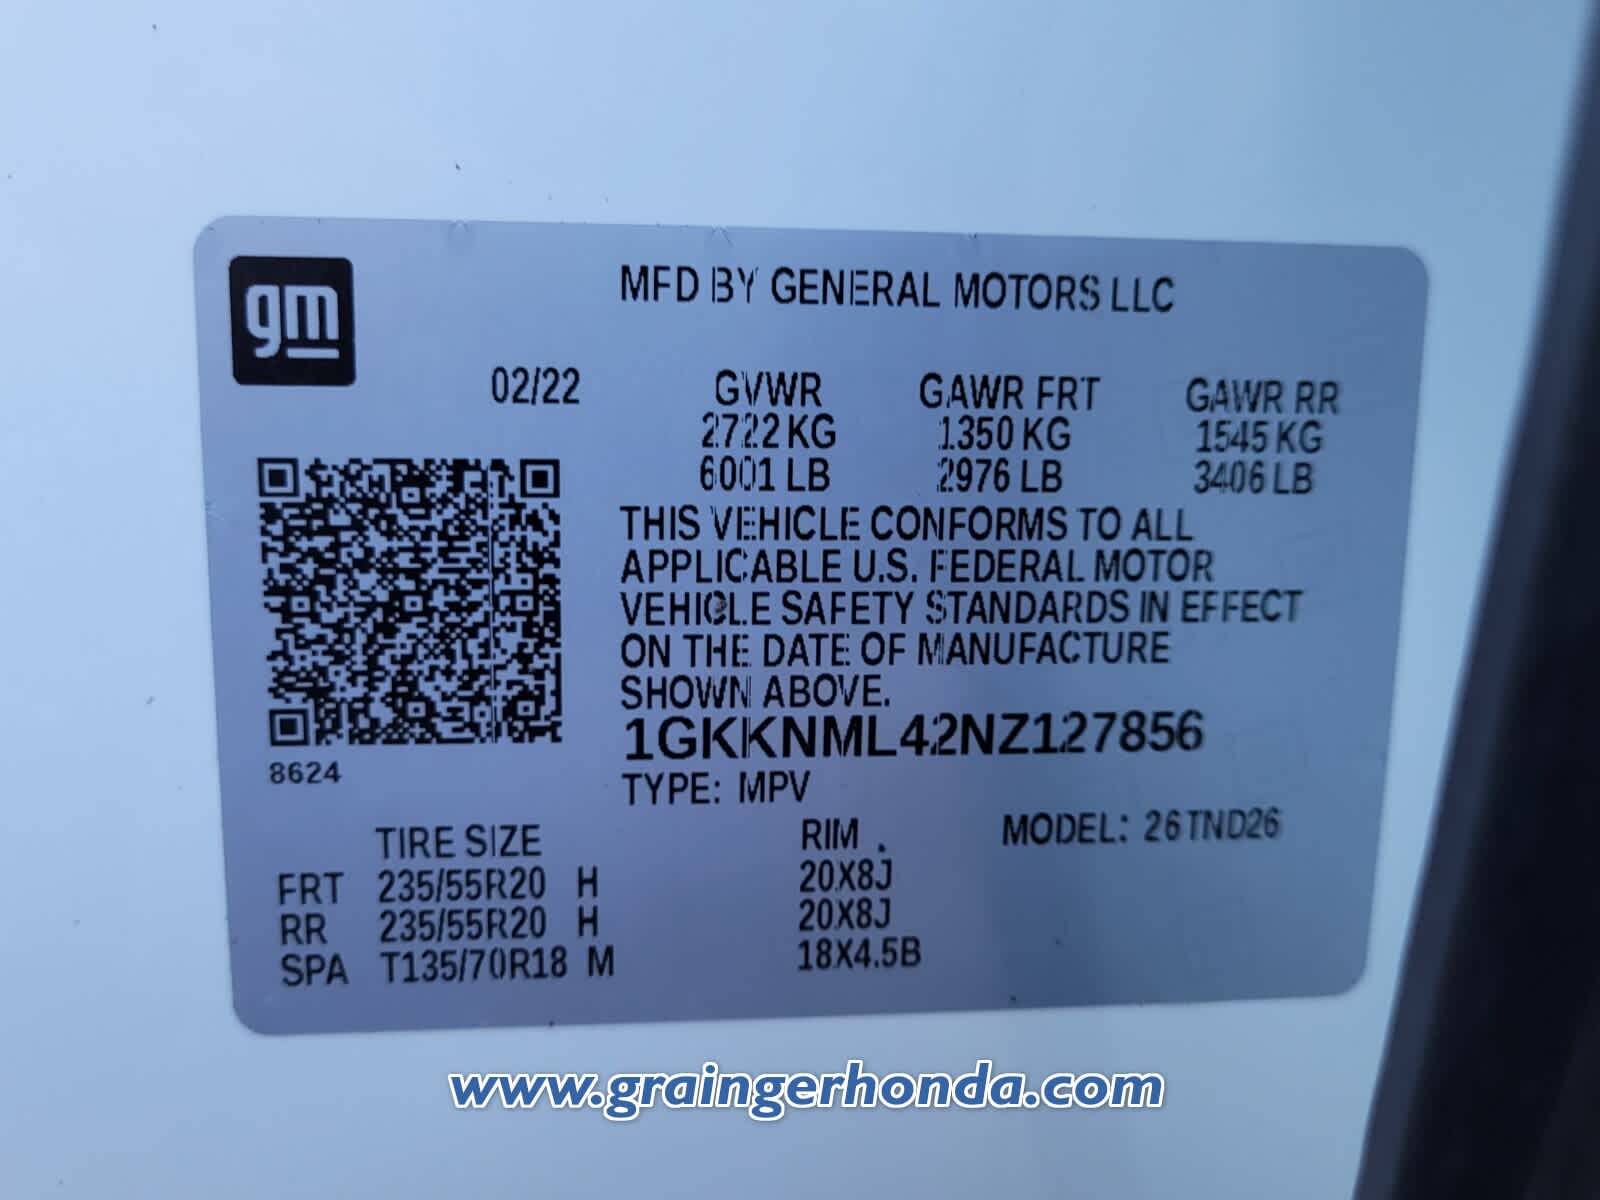 gm
MFD BY GENERAL MOTORS LLC
02/22 GVWR GAWR FRT GAWR RR
2722 KG 1350 KG 1545 KG
6001 LB 2976 LB 3406 LB
THIS VEHICLE CONFORMS TO ALL
APPLICABLE U.S. FEDERAL MOTOR
VEHICLE SAFETY STANDARDS IN EFFECT
ON THE DATE OF MANUFACTURE
SHOWN ABOVE.
1GKKNML42NZ127856
8624
TYPE: MPV
TIRE SIZE RIM MODEL: 26TND26
FRT 235/55R20 H 20X8J
RR 235/55R20 H 20X8J
SPA T135/70R18 M 18X4.5B
www.graingerhonda.com